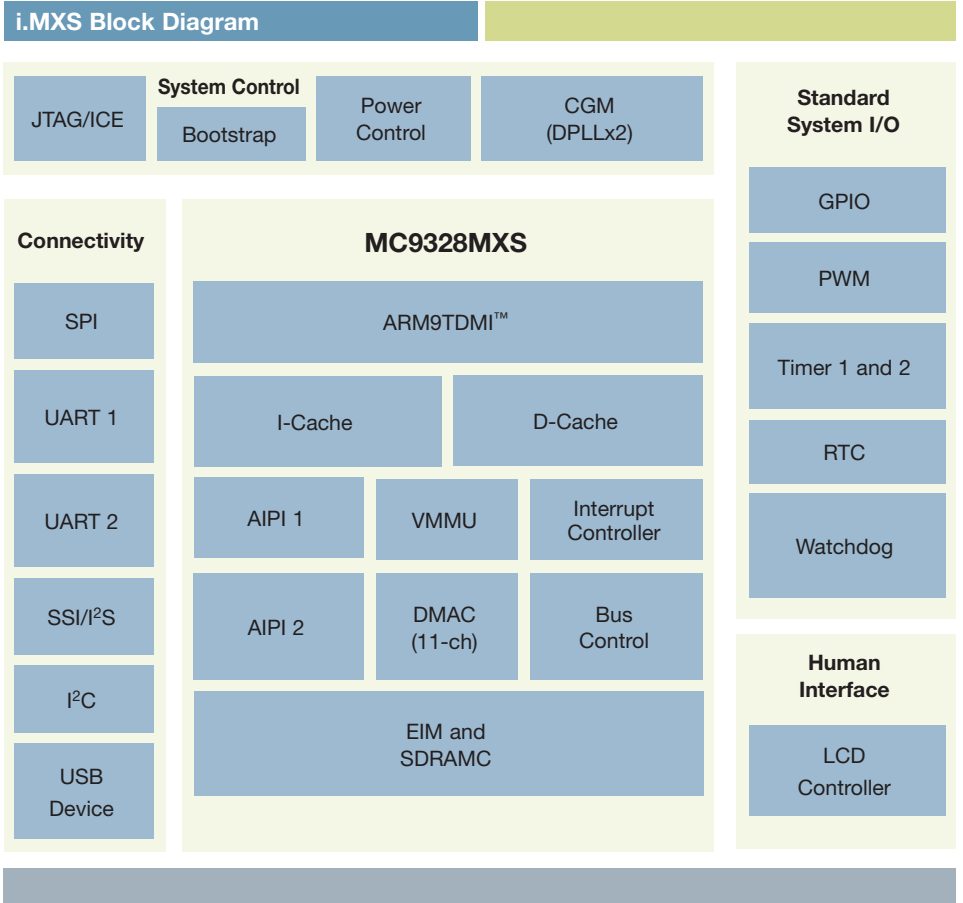 i.MXS Block Diagram
System Control
JTAG/ICE
Bootstrap
Power
Control
CGM
(DPLLx2)
Standard
System I/O
GPIO
PWM
Timer 1 and 2
RTC
Watchdog
Connectivity
SPI
UART 1
UART 2
SSI/I²S
I²C
USB
Device
MC9328MXS
ARM9TDMI™
I-Cache
D-Cache
AIPI 1
VMMU
Interrupt
Controller
AIPI 2
DMAC
(11-ch)
Bus
Control
EIM and
SDRAMC
Human
Interface
LCD
Controller